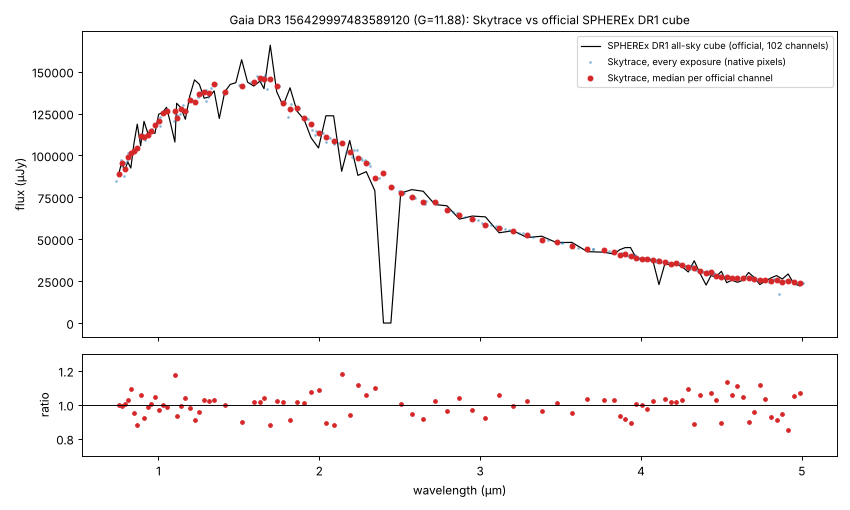 Gaia DR3 156429997483589120 (G=11.88): Skytrace vs official SPHEREx DR1 cube
SPHEREx DR1 all-sky cube (official, 102 channels)
Skytrace, every exposure (native pixels)
Skytrace, median per official channel
flux (μJy)
150000
125000
100000
75000
50000
25000
0
ratio
1.2
1.0
0.8
1
2
3
4
5
wavelength (μm)